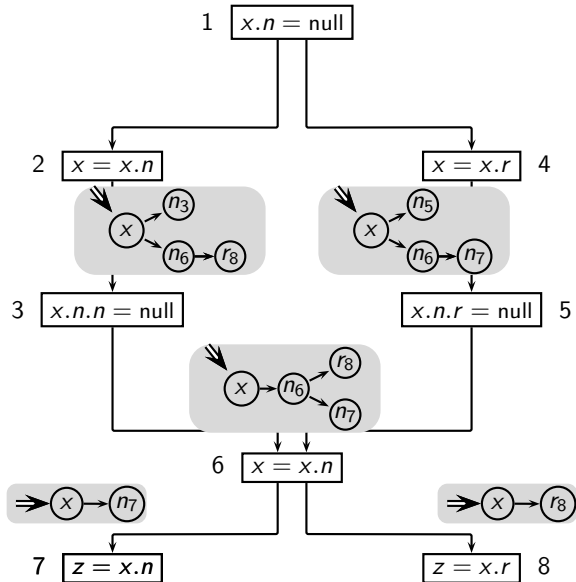 1 x.n = null
2 x = x.n
x = x.r 4
x n3 n6 r8
x n5 n6 n7
3 x.n.n = null
x.n.r = null 5
x n6 r8 n7
6 x = x.n
x n7
x r8
7 z = x.n
z = x.r 8